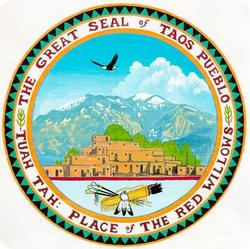 THE GREAT SEAL of TAOS PUEBLO
TUAH TAH: PLACE of THE RED WILLOWS